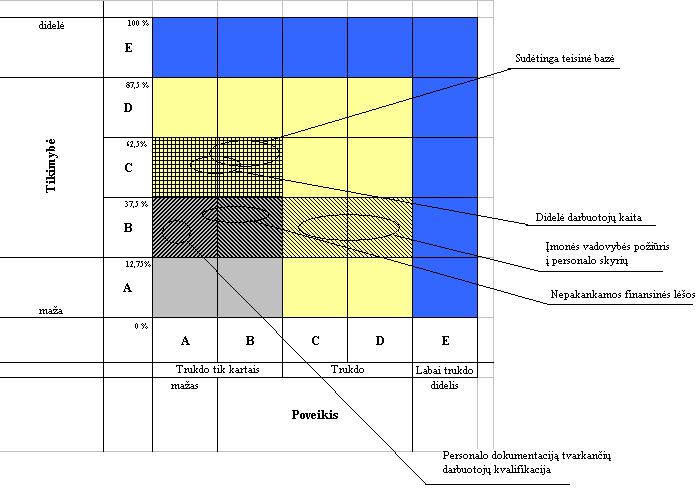 100 %
didelė
E
Sudėtinga teisinė bazė
87,5 %
D
62,5%
Tikimybė
C
37,5 %
Didelė darbuotojų kaita
B
Įmonės vadovybės požiūris
į personalo skyrių
12,75%
Nepakankamos finansinės lėšos
A
maža
0 %
A B C D E
Trukdo tik kartais Trukdo Labai trukdo
mažas didelis
Poveikis
Personalo dokumentaciją tvarkančių
darbuotojų kvalifikacija